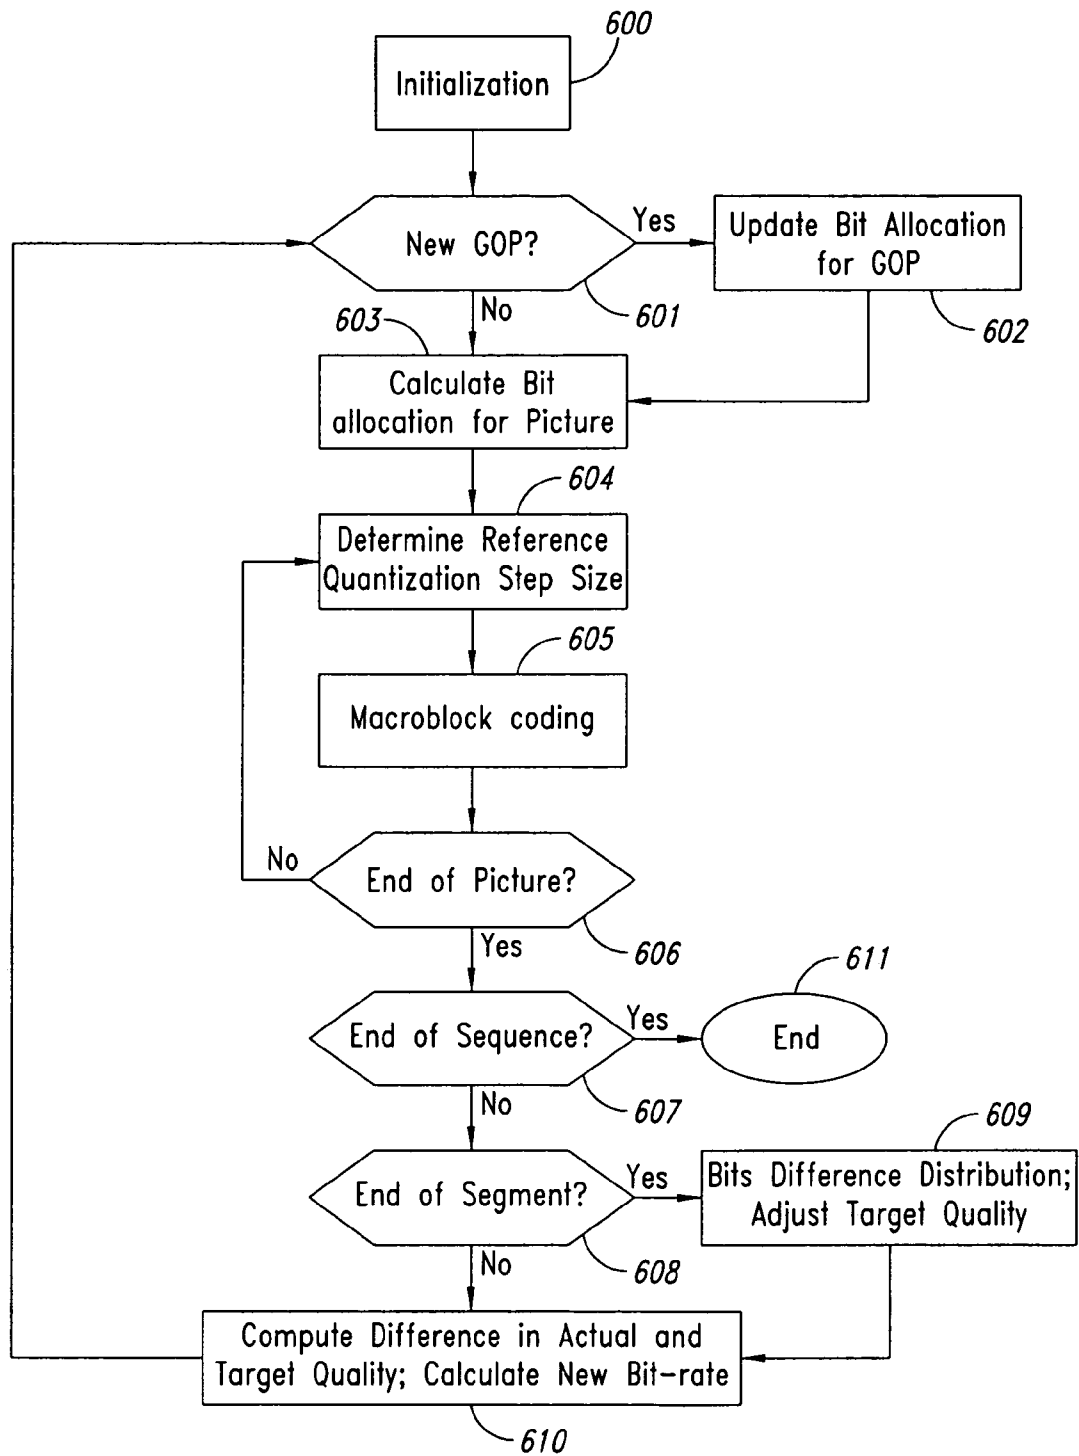 600
Initialization
New GOP?
Yes
Update Bit Allocation
for GOP
No
601
602
603
Calculate Bit
allocation for Picture
604
Determine Reference
Quantization Step Size
605
Macroblock coding
No
End of Picture?
Yes
606
611
End of Sequence?
Yes
End
No
607
609
End of Segment?
Yes
Bits Difference Distribution;
Adjust Target Quality
No
608
Compute Difference in Actual and
Target Quality; Calculate New Bit-rate
610